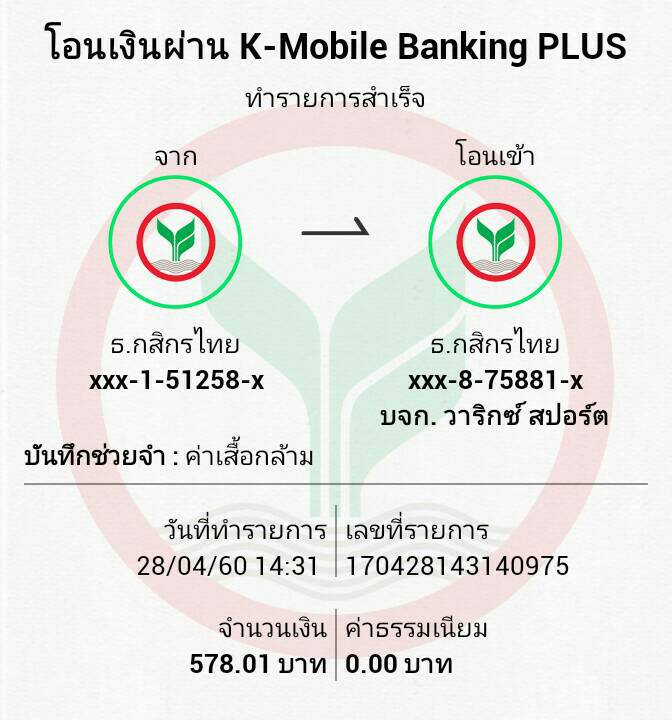 โอนเงินผ่าน K-Mobile Banking PLUS
ทำรายการสำเร็จ
จาก
โอนเข้า
ธ.กสิกรไทย
xxx-1-51258-x
ธ.กสิกรไทย
xxx-8-75881-x
บจก. วาริกซ์ สปอร์ต
บันทึกช่วยจำ : ค่าเสื้อกล้าม
วันที่ทำรายการ
28/04/60 14:31
เลขที่รายการ
170428143140975
จำนวนเงิน
578.01 บาท
ค่าธรรมเนียม
0.00 บาท